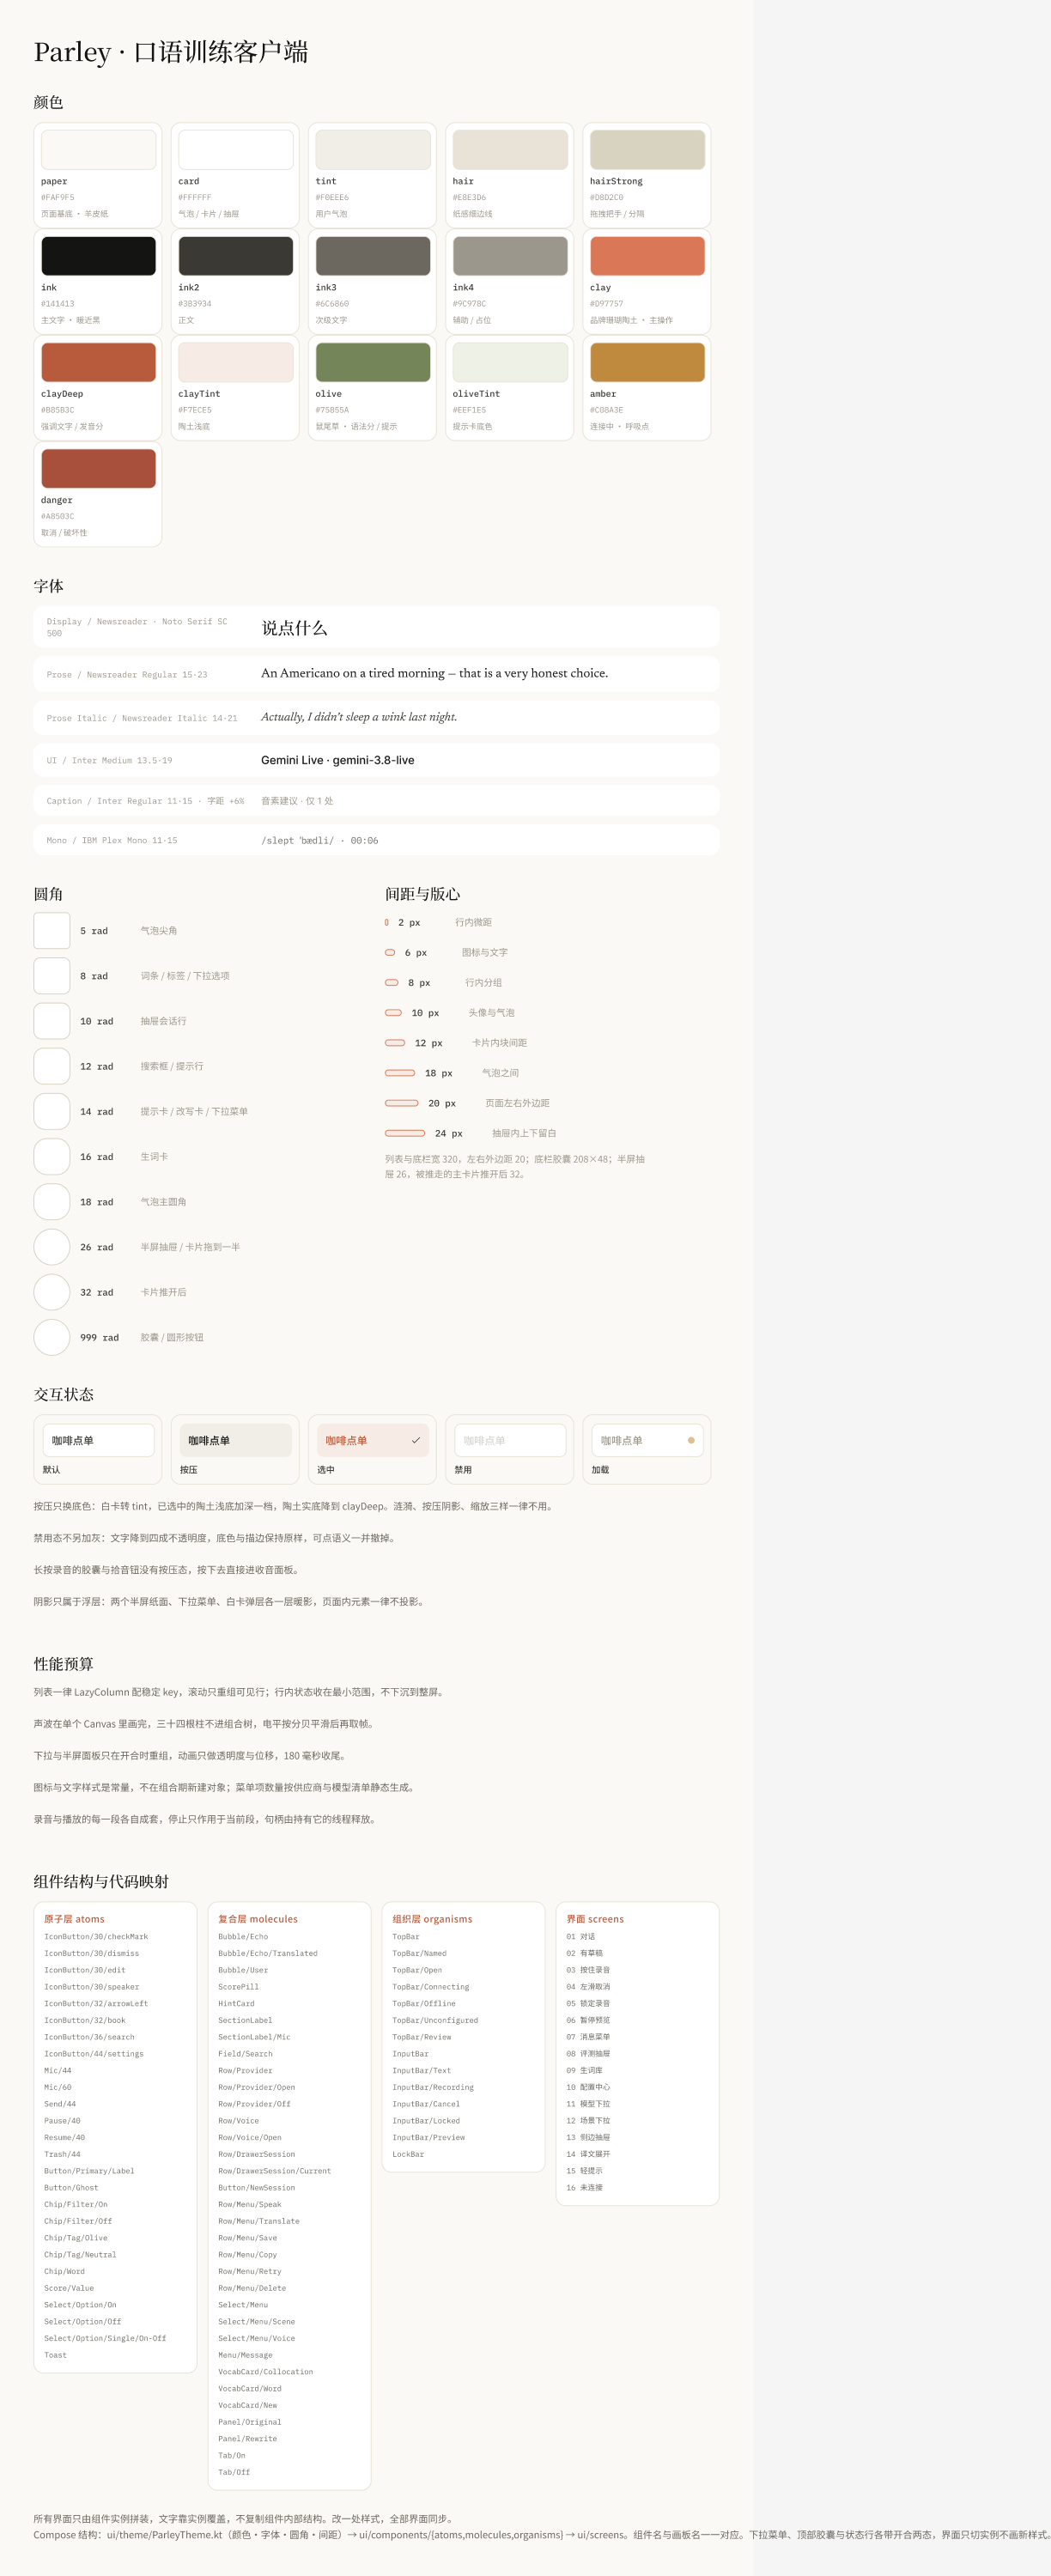 Parley · 口语训练客户端
颜色
paper
#FAF9F5
页面基底 · 羊皮纸
card
#FFFFFF
气泡 / 卡片 / 抽屉
tint
#F0EEE6
用户气泡
hair
#E8E3D6
纸感细边线
hairStrong
#D8D2C0
拖拽把手 / 分隔
ink
#141413
主文字 · 暖近黑
ink2
#3B3934
正文
ink3
#6C6860
次级文字
ink4
#9C978C
辅助 / 占位
clay
#D97757
品牌珊瑚陶土 · 主操作
clayDeep
#B85B3C
强调文字 / 发音分
clayTint
#F7ECE5
陶土浅底
olive
#75855A
鼠尾草 · 语法分 / 提示
oliveTint
#EEF1E5
提示卡底色
amber
#C08A3E
连接中 · 呼吸点
danger
#A8503C
取消 / 破坏性
字体
Display / Newsreader · Noto Serif SC
500
说点什么
Prose / Newsreader Regular 15-23
An Americano on a tired morning — that is a very honest choice.
Prose Italic / Newsreader Italic 14-21
Actually, I didn’t sleep a wink last night.
UI / Inter Medium 13.5-19
Gemini Live · gemini-3.8-live
Caption / Inter Regular 11-15 · 字距 +6%
音素建议 · 仅 1 处
Mono / IBM Plex Mono 11-15
/slept ˈbædli/ · 00:06
圆角
5 rad
气泡尖角
8 rad
词条 / 标签 / 下拉选项
10 rad
抽屉会话行
12 rad
搜索框 / 提示行
14 rad
提示卡 / 改写卡 / 下拉菜单
16 rad
生词卡
18 rad
气泡主圆角
26 rad
半屏抽屉 / 卡片拖到一半
32 rad
卡片推开后
999 rad
胶囊 / 圆形按钮
间距与版心
2 px
行内微距
6 px
图标与文字
8 px
行内分组
10 px
头像与气泡
12 px
卡片内块间距
18 px
气泡之间
20 px
页面左右外边距
24 px
抽屉内上下留白
列表与底栏宽 320，左右外边距 20；底栏胶囊 208×48；半屏抽
屉 26，被推走的主卡片推开后 32。
交互状态
咖啡点单
默认
咖啡点单
按压
咖啡点单
选中
咖啡点单
禁用
咖啡点单
加载
按压只换底色：白卡转 tint，已选中的陶土浅底加深一档，陶土实底降到 clayDeep。涟漪、按压阴影、缩放三样一律不用。
禁用态不另加灰：文字降到四成不透明度，底色与描边保持原样，可点语义一并撤掉。
长按录音的胶囊与拾音钮没有按压态，按下去直接进收音面板。
阴影只属于浮层：两个半屏纸面、下拉菜单、白卡弹层各一层暖影，页面内元素一律不投影。
性能预算
列表一律 LazyColumn 配稳定 key，滚动只重组可见行；行内状态收在最小范围，不下沉到整屏。
声波在单个 Canvas 里画完，三十四根柱不进组合树，电平按分贝平滑后再取帧。
下拉与半屏面板只在开合时重组，动画只做透明度与位移，180 毫秒收尾。
图标与文字样式是常量，不在组合期新建对象；菜单项数量按供应商与模型清单静态生成。
录音与播放的每一段各自成套，停止只作用于当前段，句柄由持有它的线程释放。
组件结构与代码映射
原子层 atoms
IconButton/30/checkMark
IconButton/30/dismiss
IconButton/30/edit
IconButton/30/speaker
IconButton/32/arrowLeft
IconButton/32/book
IconButton/36/search
IconButton/44/settings
Mic/44
Mic/60
Send/44
Pause/40
Resume/40
Trash/44
Button/Primary/Label
Button/Ghost
Chip/Filter/On
Chip/Filter/Off
Chip/Tag/Olive
Chip/Tag/Neutral
Chip/Word
Score/Value
Select/Option/On
Select/Option/Off
Select/Option/Single/On-Off
Toast
复合层 molecules
Bubble/Echo
Bubble/Echo/Translated
Bubble/User
ScorePill
HintCard
SectionLabel
SectionLabel/Mic
Field/Search
Row/Provider
Row/Provider/Open
Row/Provider/Off
Row/Voice
Row/Voice/Open
Row/DrawerSession
Row/DrawerSession/Current
Button/NewSession
Row/Menu/Speak
Row/Menu/Translate
Row/Menu/Save
Row/Menu/Copy
Row/Menu/Retry
Row/Menu/Delete
Select/Menu
Select/Menu/Scene
Select/Menu/Voice
Menu/Message
VocabCard/Collocation
VocabCard/Word
VocabCard/New
Panel/Original
Panel/Rewrite
Tab/On
Tab/Off
组织层 organisms
TopBar
TopBar/Named
TopBar/Open
TopBar/Connecting
TopBar/Offline
TopBar/Unconfigured
TopBar/Review
InputBar
InputBar/Text
InputBar/Recording
InputBar/Cancel
InputBar/Locked
InputBar/Preview
LockBar
界面 screens
01 对话
02 有草稿
03 按住录音
04 左滑取消
05 锁定录音
06 暂停预览
07 消息菜单
08 评测抽屉
09 生词库
10 配置中心
11 模型下拉
12 场景下拉
13 侧边抽屉
14 译文展开
15 轻提示
16 未连接
所有界面只由组件实例拼装，文字靠实例覆盖，不复制组件内部结构。改一处样式，全部界面同步。
Compose 结构：ui/theme/ParleyTheme.kt（颜色 · 字体 · 圆角 · 间距）→ ui/components/{atoms,molecules,organisms} → ui/screens。组件名与画板名一一对应。下拉菜单、顶部胶囊与状态行各带开合两态，界面只切实例不画新样式。